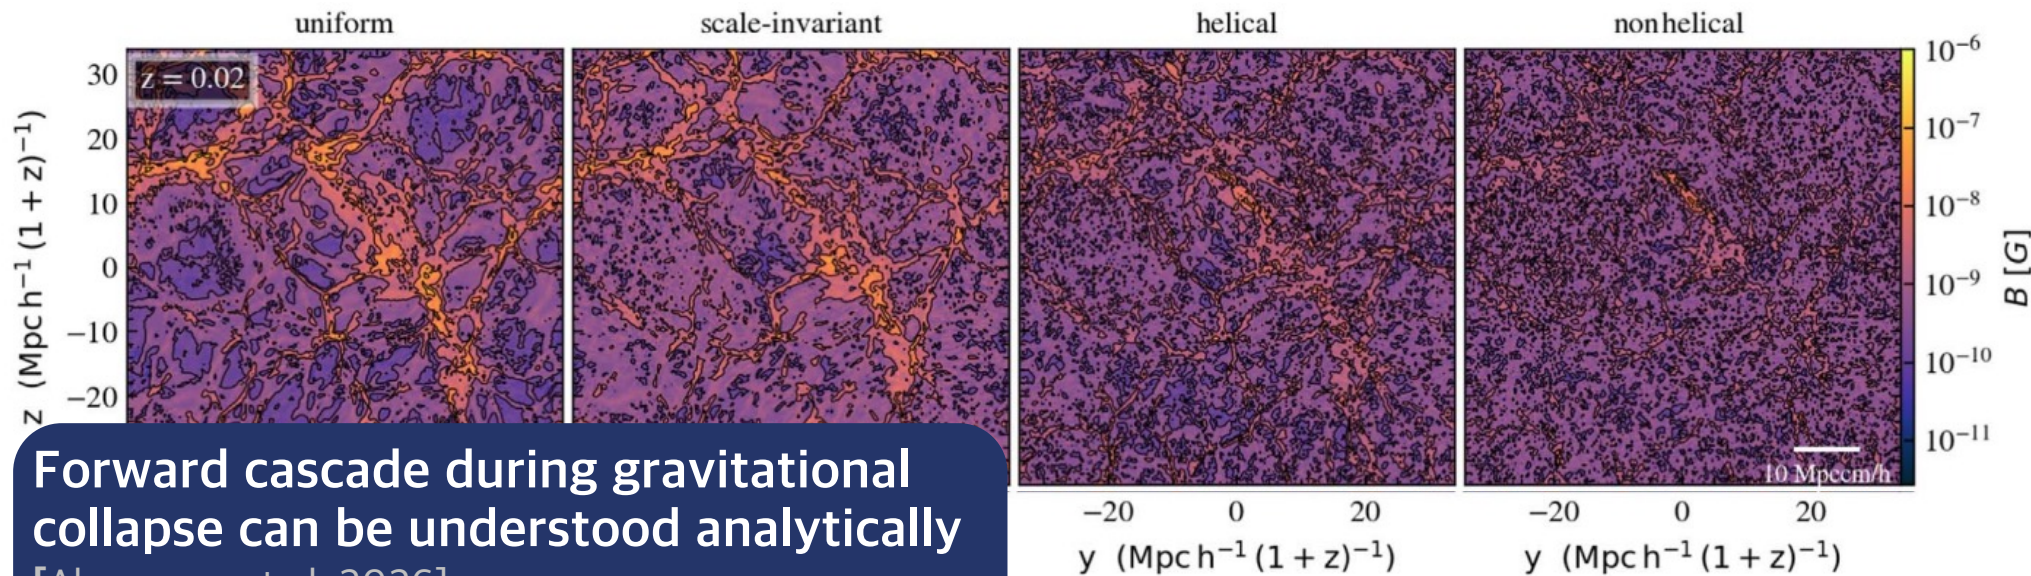 uniform
scale-invariant
helical
nonhelical
z = 0.02
30
20
10
0
−10
−20
z (Mpc h⁻¹ (1 + z)⁻¹)
10⁻⁶
10⁻⁷
10⁻⁸
10⁻⁹
10⁻¹⁰
10⁻¹¹
B [G]
10 Mpccm/h
−20 0 20
−20 0 20
y (Mpc h⁻¹ (1 + z)⁻¹)
y (Mpc h⁻¹ (1 + z)⁻¹)
Forward cascade during gravitational
collapse can be understood analytically